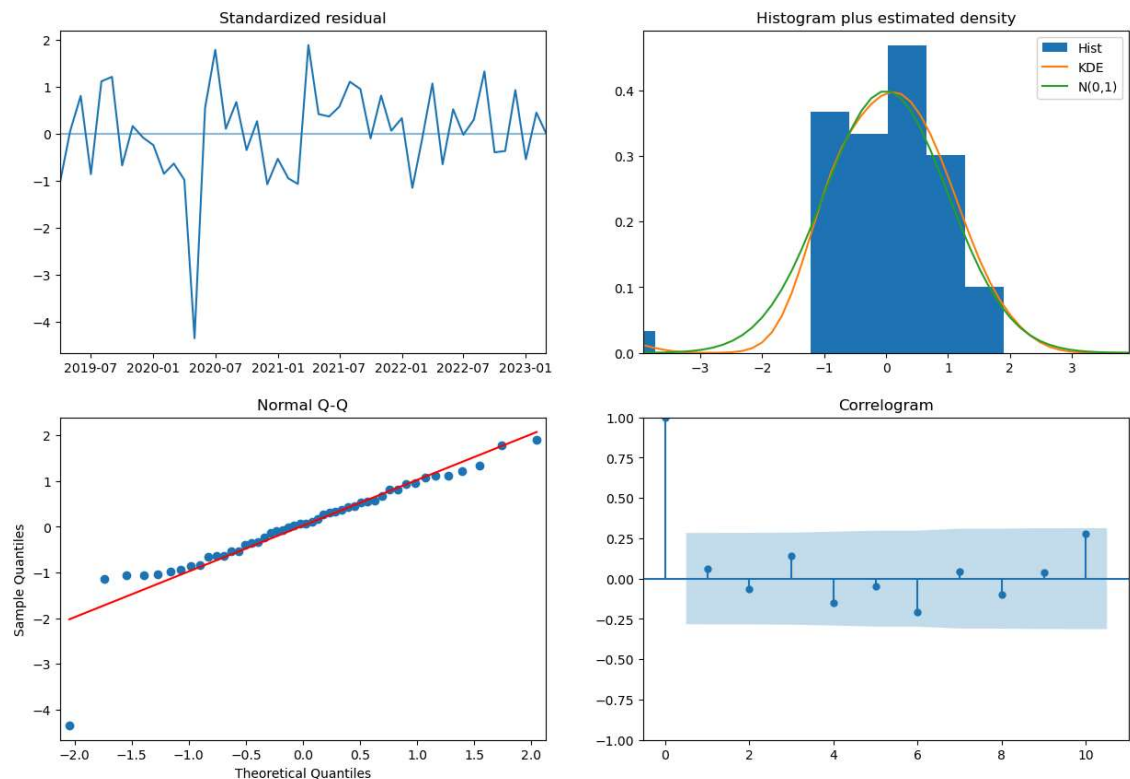 Standardized residual
2
1
0
−1
−2
−3
−4
2019-07 2020-01 2020-07 2021-01 2021-07 2022-01 2022-07 2023-01
Histogram plus estimated density
Hist
KDE
N(0,1)
0.4
0.3
0.2
0.1
0.0
−3 −2 −1 0 1 2 3
Normal Q-Q
Sample Quantiles
2
1
0
−1
−2
−3
−4
−2.0 −1.5 −1.0 −0.5 0.0 0.5 1.0 1.5 2.0
Theoretical Quantiles
Correlogram
1.00
0.75
0.50
0.25
0.00
−0.25
−0.50
−0.75
−1.00
0 2 4 6 8 10